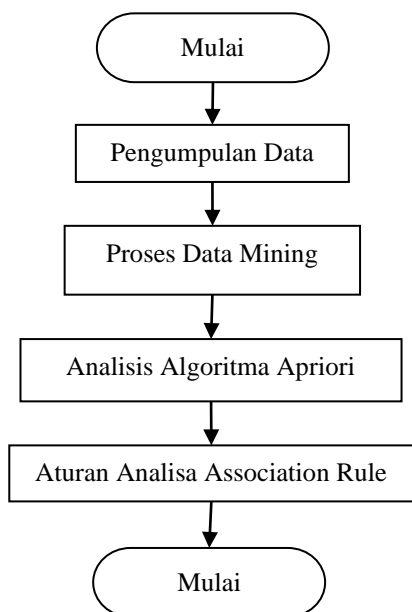 Mulai
Pengumpulan Data
Proses Data Mining
Analisis Algoritma Apriori
Aturan Analisa Association Rule
Mulai